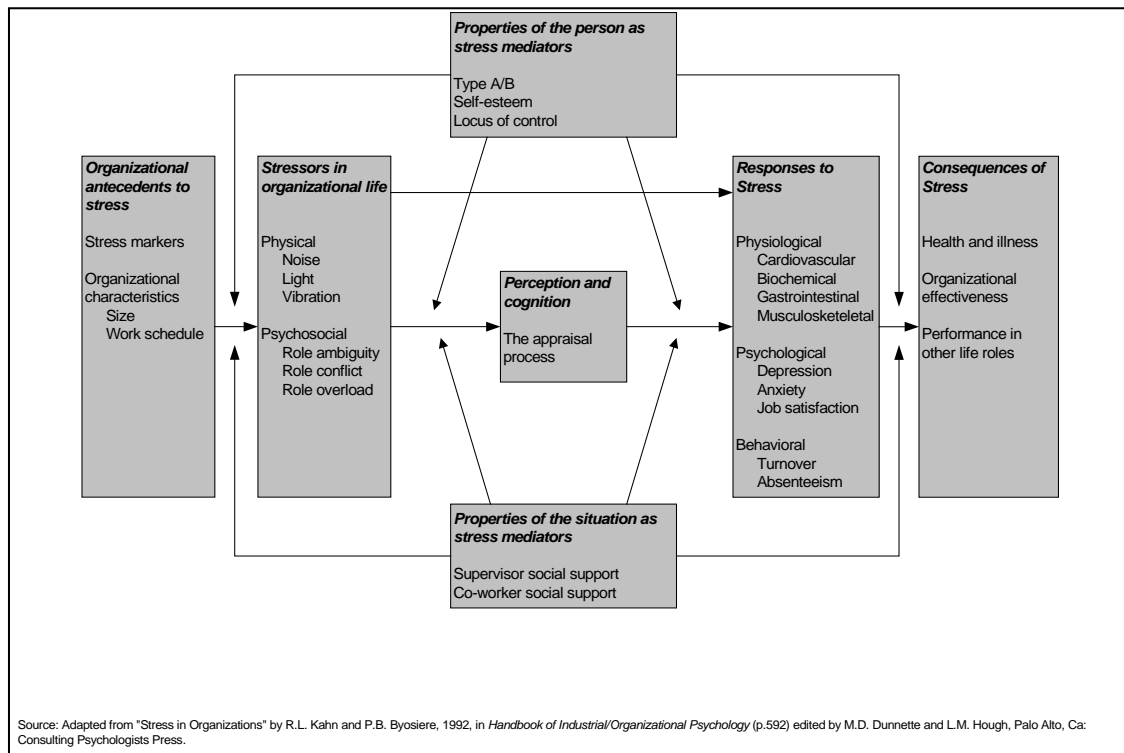 Properties of the person as
stress mediators
Type A/B
Self-esteem
Locus of control
Organizational
antecedents to
stress
Stress markers
Organizational
characteristics
Size
Work schedule
Stressors in
organizational life
Physical
Noise
Light
Vibration
Psychosocial
Role ambiguity
Role conflict
Role overload
Perception and
cognition
The appraisal
process
Responses to
Stress
Physiological
Cardiovascular
Biochemical
Gastrointestinal
Musculosketeletal
Psychological
Depression
Anxiety
Job satisfaction
Behavioral
Turnover
Absenteeism
Consequences of
Stress
Health and illness
Organizational
effectiveness
Performance in
other life roles
Properties of the situation as
stress mediators
Supervisor social support
Co-worker social support
Source: Adapted from "Stress in Organizations" by R.L. Kahn and P.B. Byosiere, 1992, in Handbook of Industrial/Organizational Psychology (p.592) edited by M.D. Dunnette and L.M. Hough, Palo Alto, Ca:
Consulting Psychologists Press.